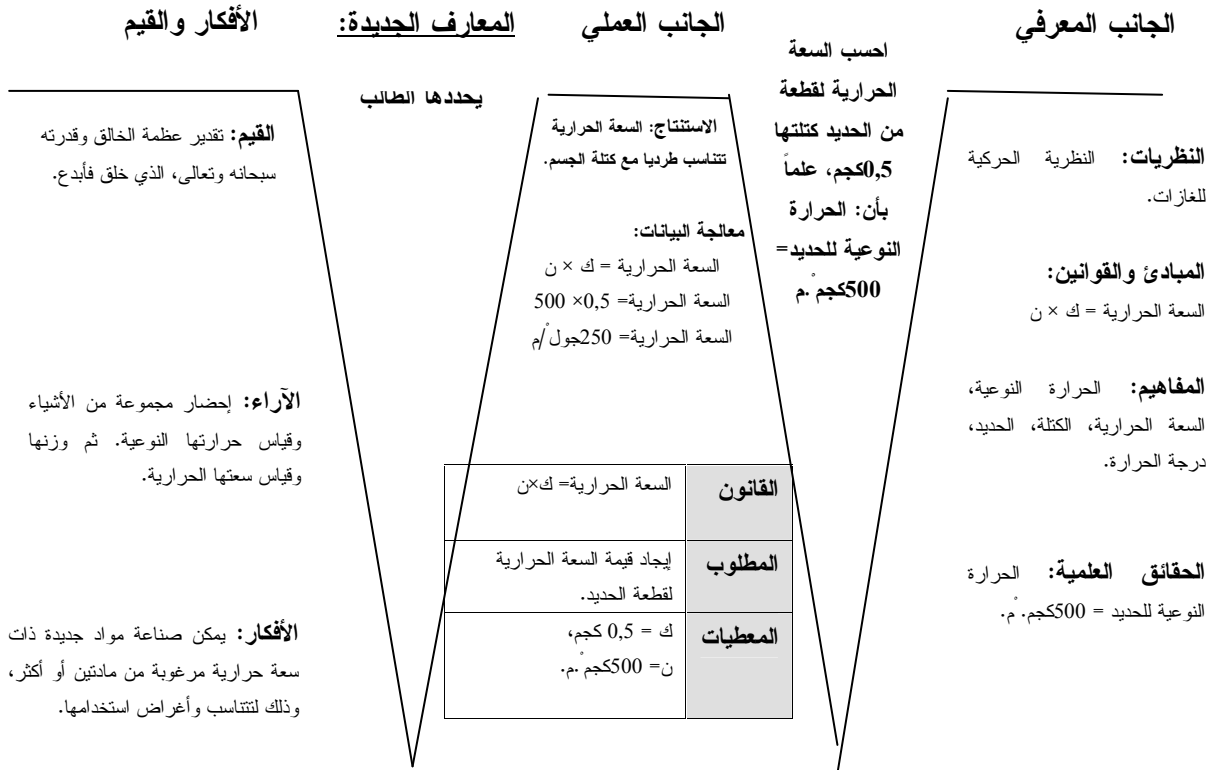 الجانب المعرفي
النظريات: النظرية الحركية
للغازات.
المبادئ والقوانين:
السعة الحرارية = ك × ن
المفاهيم: الحرارة النوعية،
السعة الحرارية، الكتلة، الحديد،
درجة الحرارة.
الحقائق العلمية: الحرارة
النوعية للحديد = 500كجم. ْم.
احسب السعة
الحرارية لقطعة
من الحديد كتلتها
0,5كجم، علماً
بأن: الحرارة
النوعية للحديد=
500كجم ْ.م
الجانب العملي
الاستنتاج: السعة الحرارية
تتناسب طرديا مع كتلة الجسم.
معالجة البيانات:
السعة الحرارية = ك × ن
السعة الحرارية= 0,5× 500
السعة الحرارية= 250جول ْ/م
القانون
السعة الحرارية= ك×ن
المطلوب
إيجاد قيمة السعة الحرارية
لقطعة الحديد.
المعطيات
ك = 0,5 كجم،
ن= 500كجم ْ.م.
المعارف الجديدة:
يحددها الطالب
الأفكار والقيم
القيم: تقدير عظمة الخالق وقدرته
سبحانه وتعالى، الذي خلق فأبدع.
الآراء: إحضار مجموعة من الأشياء
وقياس حرارتها النوعية. ثم وزنها
وقياس سعتها الحرارية.
الأفكار: يمكن صناعة مواد جديدة ذات
سعة حرارية مرغوبة من مادتين أو أكثر،
وذلك لتتناسب وأغراض استخدامها.